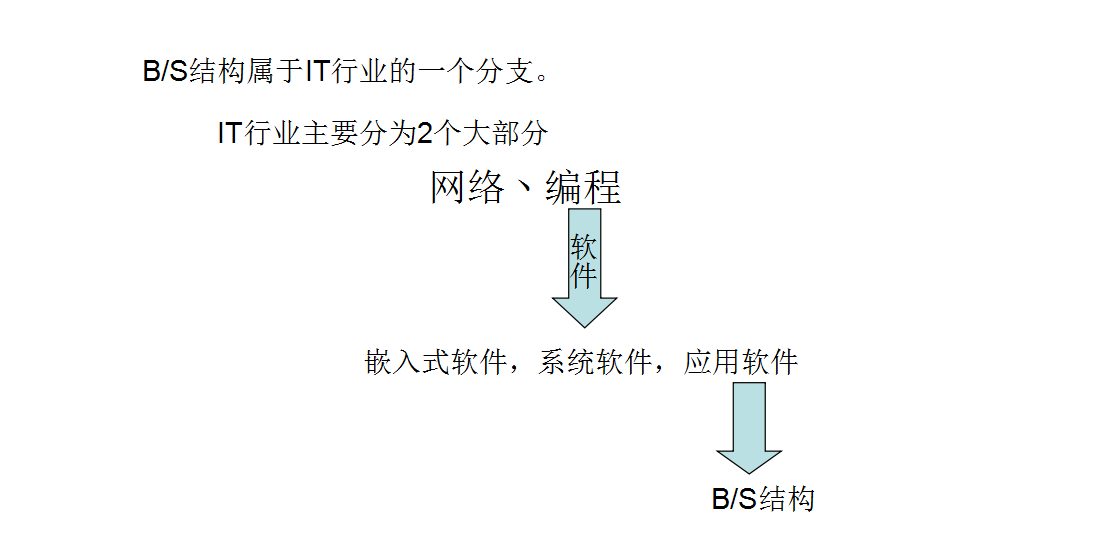 B/S结构属于IT行业的一个分支。
IT行业主要分为2个大部分
网络丶编程
软件
嵌入式软件，系统软件，应用软件
B/S结构